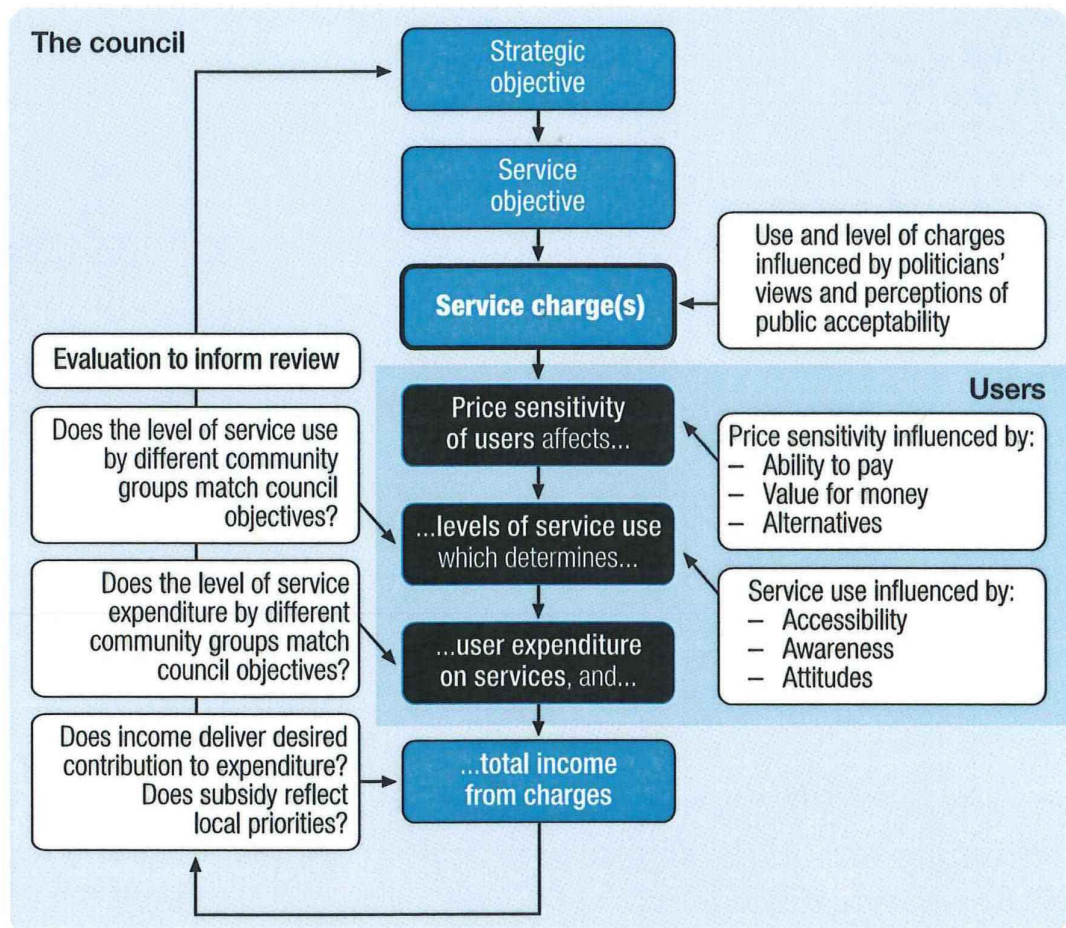 The council
Strategic
objective
Service
objective
Service charge(s)
Use and level of charges
influenced by politicians'
views and perceptions of
public acceptability
Evaluation to inform review
Users
Price sensitivity
of users affects...
Price sensitivity influenced by:
– Ability to pay
– Value for money
– Alternatives
Does the level of service use
by different community
groups match council
objectives?
...levels of service use
which determines...
Service use influenced by:
– Accessibility
– Awareness
– Attitudes
Does the level of service
expenditure by different
community groups match
council objectives?
...user expenditure
on services, and...
Does income deliver desired
contribution to expenditure?
Does subsidy reflect
local priorities?
...total income
from charges